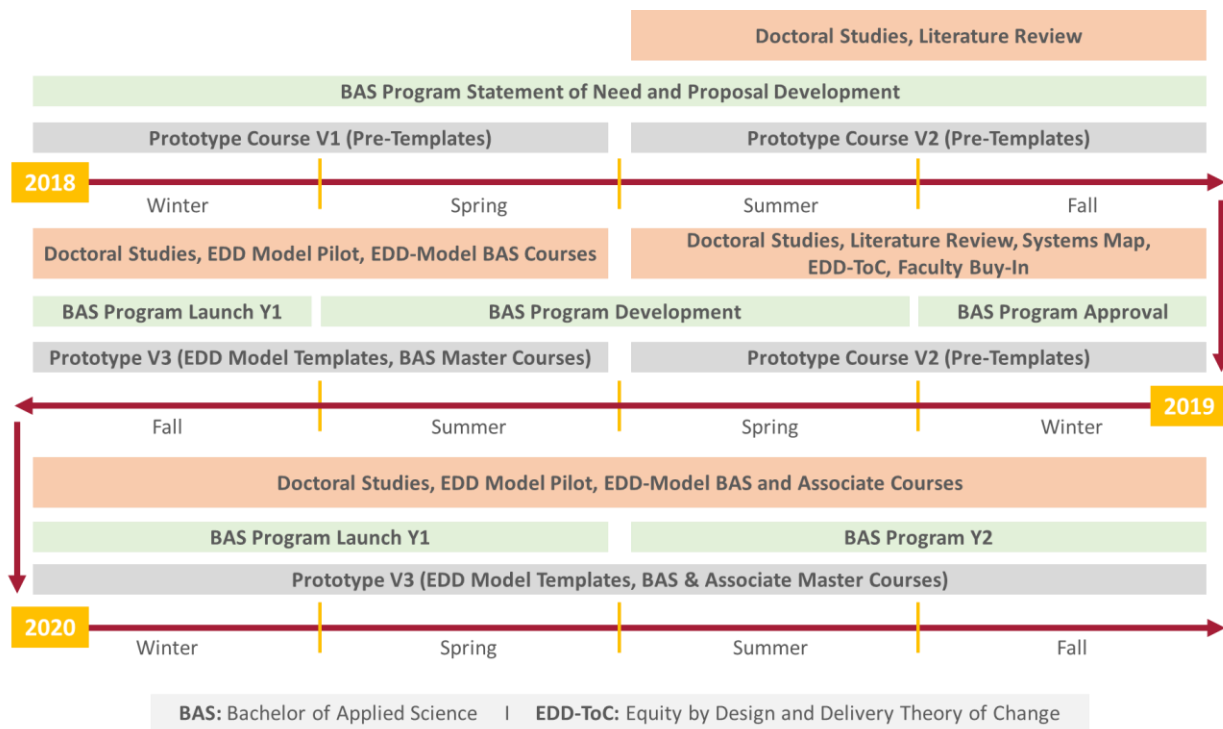 Doctoral Studies, Literature Review
BAS Program Statement of Need and Proposal Development
Prototype Course V1 (Pre-Templates)
Prototype Course V2 (Pre-Templates)
2018
Winter
Spring
Summer
Fall
Doctoral Studies, EDD Model Pilot, EDD-Model BAS Courses
Doctoral Studies, Literature Review, Systems Map,
EDD-ToC, Faculty Buy-In
BAS Program Launch Y1
BAS Program Development
BAS Program Approval
Prototype V3 (EDD Model Templates, BAS Master Courses)
Prototype Course V2 (Pre-Templates)
2019
Fall
Summer
Spring
Winter
Doctoral Studies, EDD Model Pilot, EDD-Model BAS and Associate Courses
BAS Program Launch Y1
BAS Program Y2
Prototype V3 (EDD Model Templates, BAS & Associate Master Courses)
2020
Winter
Spring
Summer
Fall
BAS: Bachelor of Applied Science I EDD-ToC: Equity by Design and Delivery Theory of Change